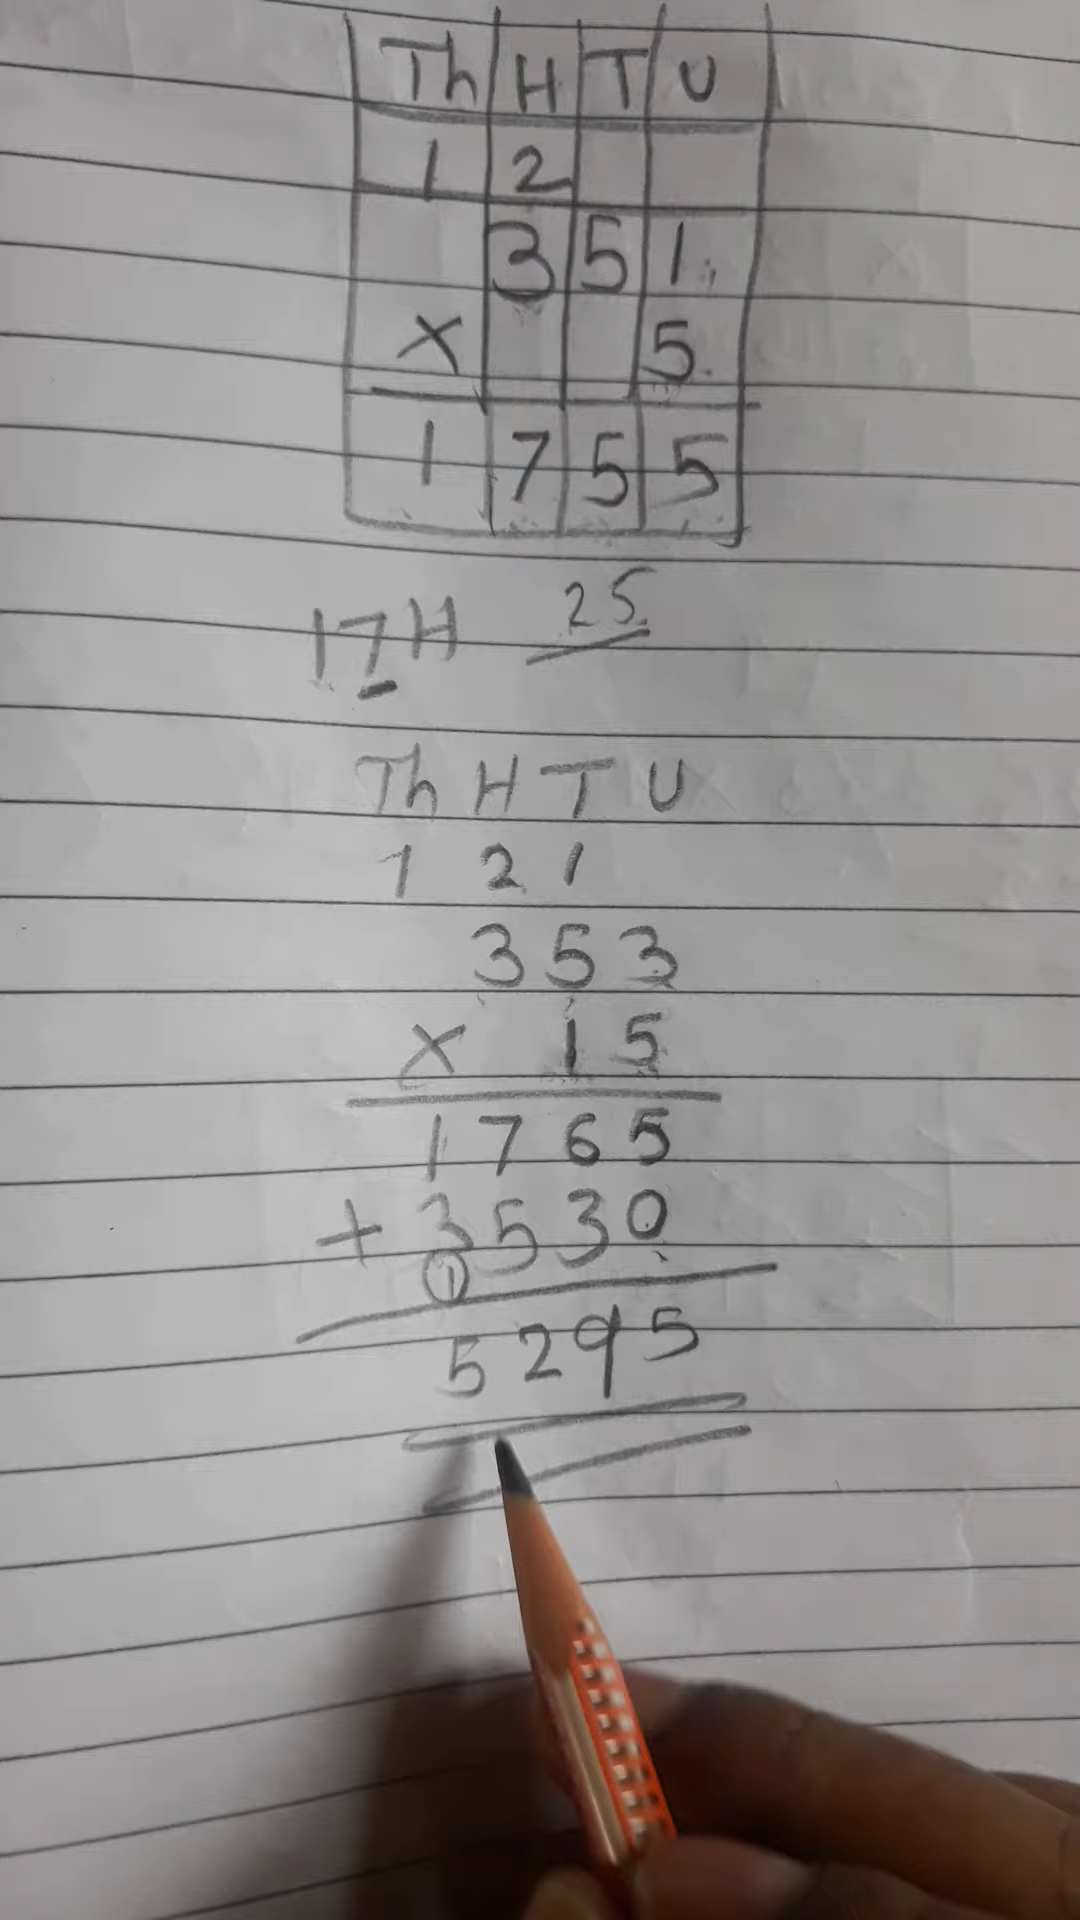 Th H T U
1 2
3 5 1
× 5
1 7 5 5
17H 25
Th H T U
1 2 1
3 5 3
× 1 5
1 7 6 5
+ 3 5 3 0
1
5 2 9 5